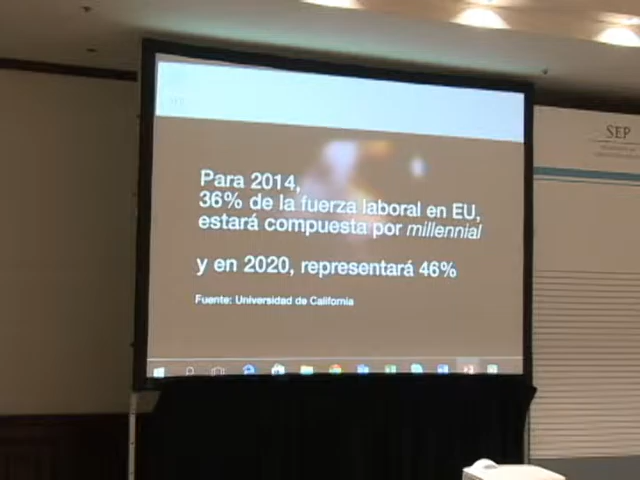 Para 2014,
36% de la fuerza laboral en EU,
estará compuesta por millennial
y en 2020, representará 46%
Fuente: Universidad de California
SEP